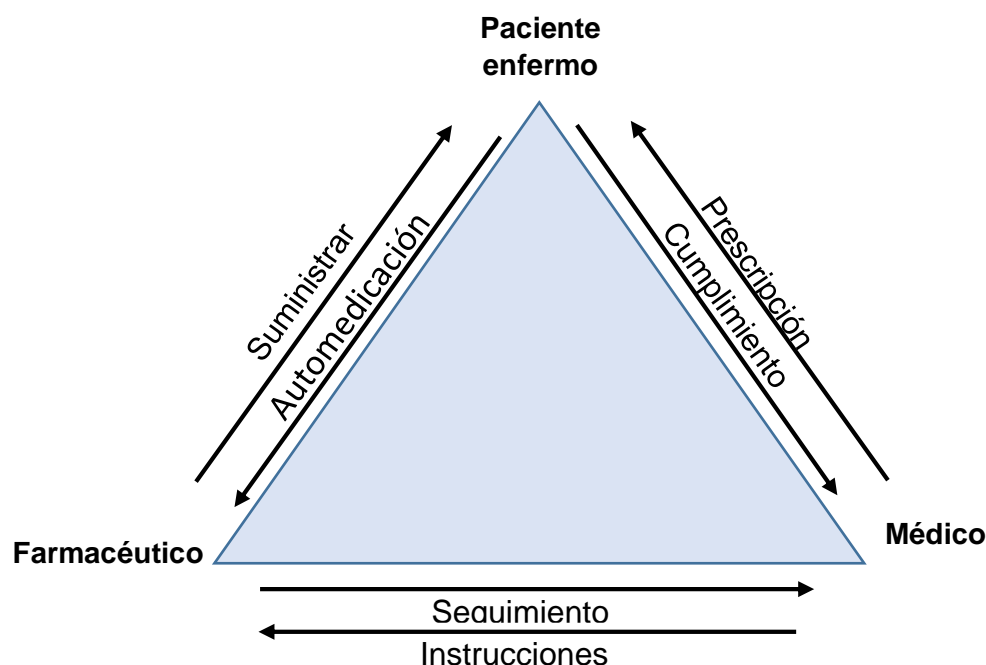 Paciente
enfermo
Suministrar
Automedicación
Cumplimiento
Prescripción
Farmacéutico
Médico
Seguimiento
Instrucciones